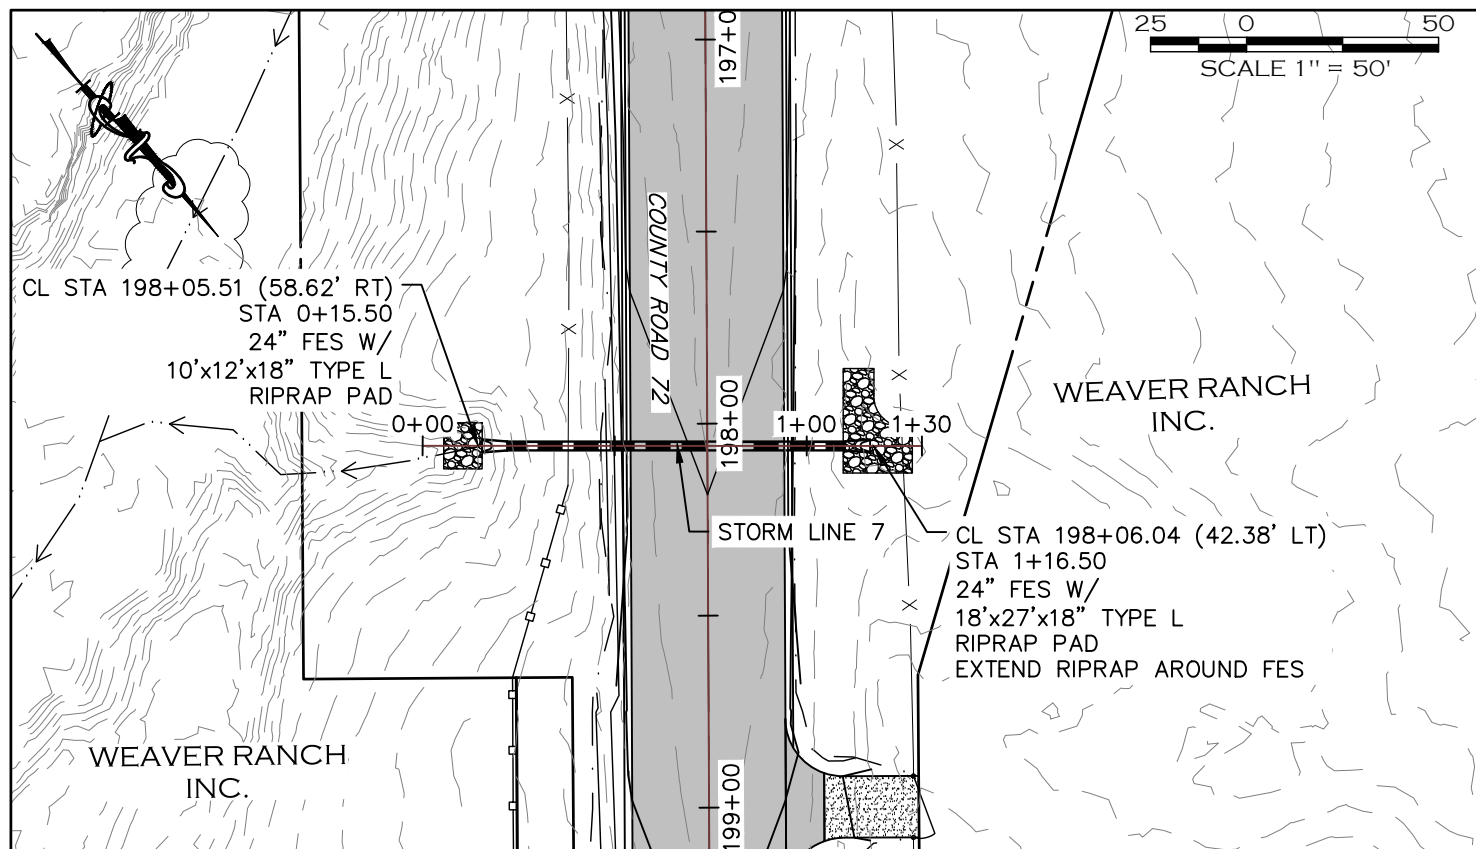 197+0
25 0 50
SCALE 1" = 50'
COUNTY ROAD 72
CL STA 198+05.51 (58.62' RT)
STA 0+15.50
24" FES W/
10'x12'x18" TYPE L
RIPRAP PAD
0+00
198+00
1+00
1+30
WEAVER RANCH
INC.
STORM LINE 7
CL STA 198+06.04 (42.38' LT)
STA 1+16.50
24" FES W/
18'x27'x18" TYPE L
RIPRAP PAD
EXTEND RIPRAP AROUND FES
WEAVER RANCH
INC.
199+00